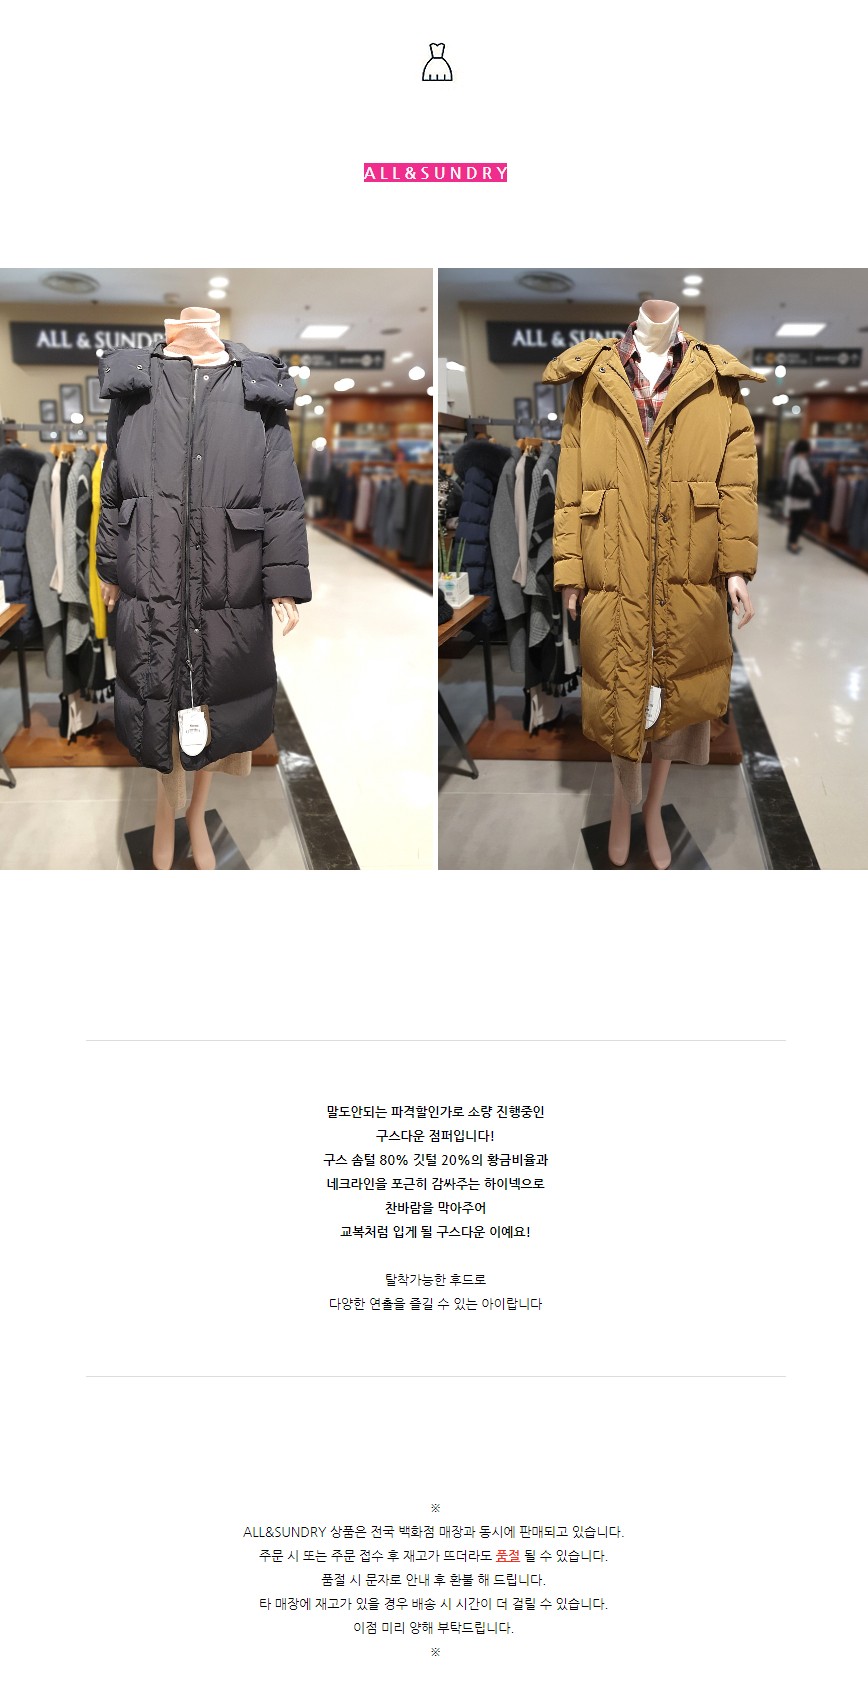 ALL&SUNDRY
ALL & SUND
ALL & SUND
말도안되는 파격할인가로 소량 진행중인
구스다운 점퍼입니다!
구스 솜털 80% 깃털 20%의 황금비율과
네크라인을 포근히 감싸주는 하이넥으로
찬바람을 막아주어
교복처럼 입게 될 구스다운 이예요!
탈착가능한 후드로
다양한 연출을 즐길 수 있는 아이랍니다
※
ALL&SUNDRY 상품은 전국 백화점 매장과 동시에 판매되고 있습니다.
주문 시 또는 주문 접수 후 재고가 뜨더라도 품절 될 수 있습니다.
품절 시 문자로 안내 후 환불 해 드립니다.
타 매장에 재고가 있을 경우 배송 시 시간이 더 걸릴 수 있습니다.
이점 미리 양해 부탁드립니다.
※